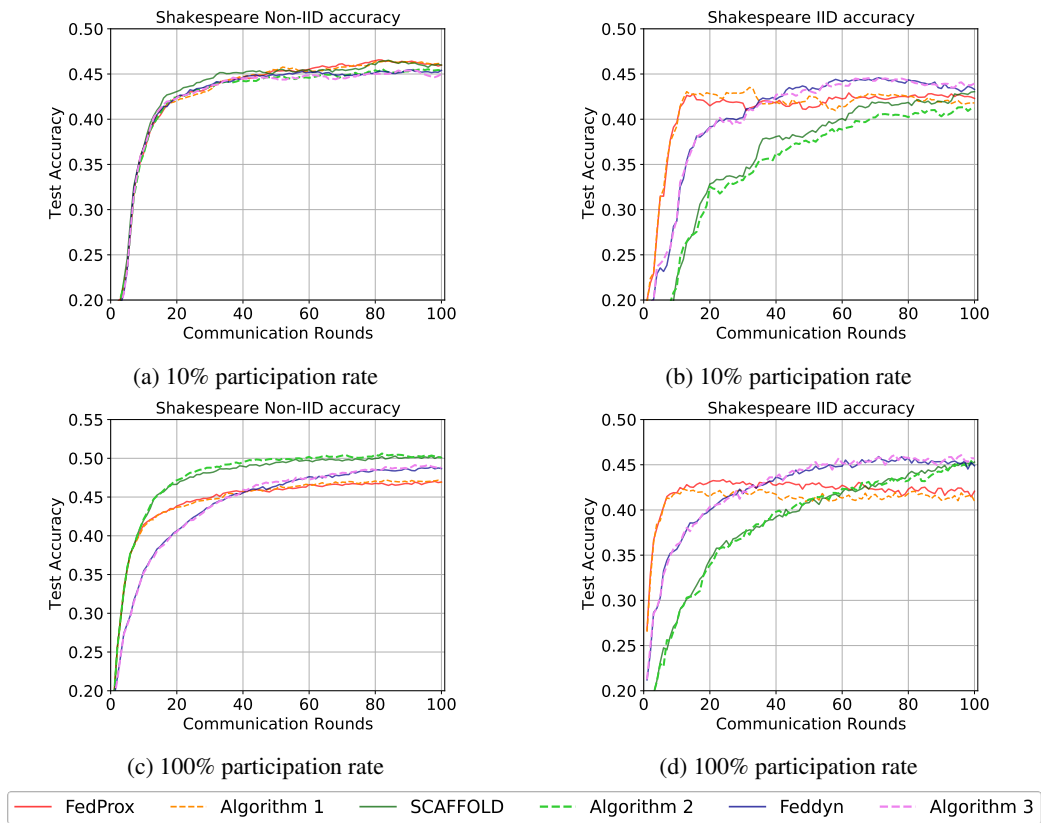 Shakespeare Non-IID accuracy
0.50
0.45
0.40
0.35
0.30
0.25
0.20
Test Accuracy
0 20 40 60 80 100
Communication Rounds
(a) 10% participation rate
Shakespeare IID accuracy
0.50
0.45
0.40
0.35
0.30
0.25
0.20
Test Accuracy
0 20 40 60 80 100
Communication Rounds
(b) 10% participation rate
Shakespeare Non-IID accuracy
0.55
0.50
0.45
0.40
0.35
0.30
0.25
0.20
Test Accuracy
0 20 40 60 80 100
Communication Rounds
(c) 100% participation rate
Shakespeare IID accuracy
0.50
0.45
0.40
0.35
0.30
0.25
0.20
Test Accuracy
0 20 40 60 80 100
Communication Rounds
(d) 100% participation rate
FedProx Algorithm 1 SCAFFOLD Algorithm 2 Feddyn Algorithm 3